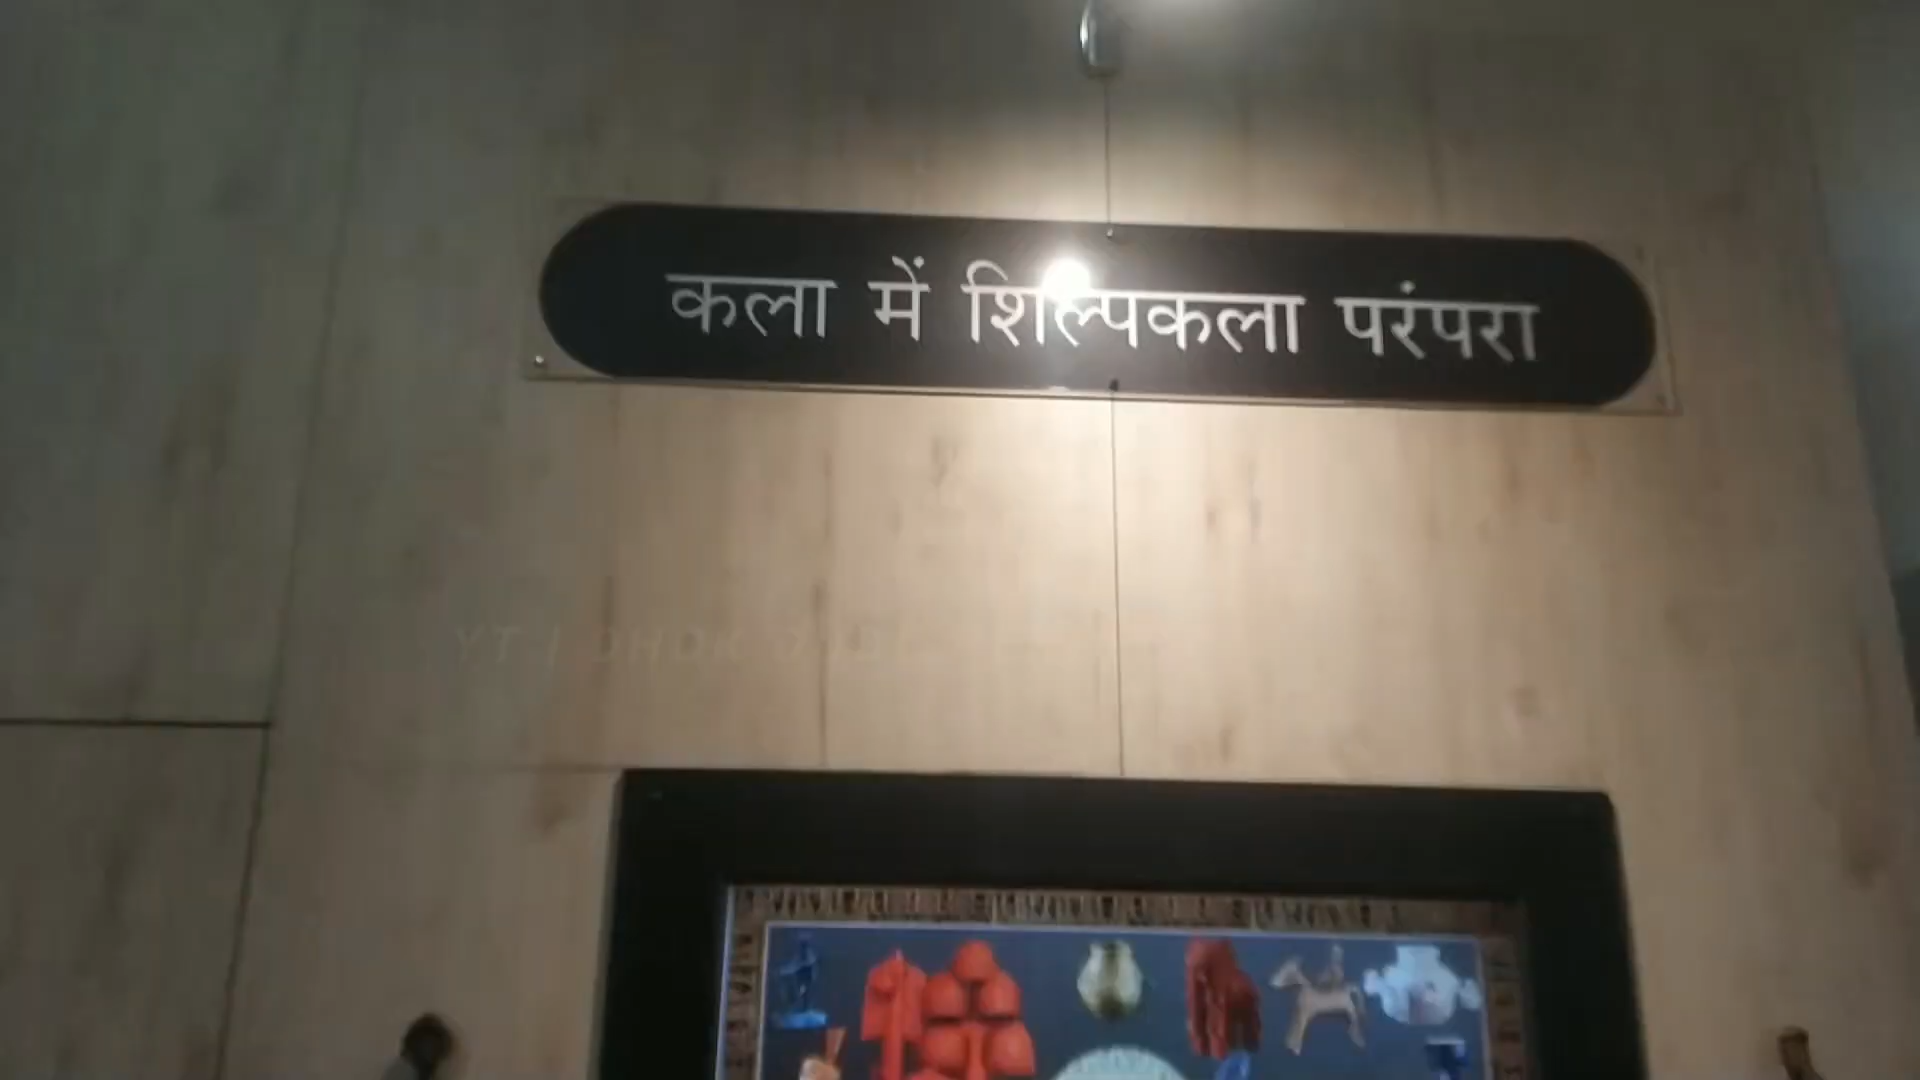 कला में शिल्पकला परंपरा